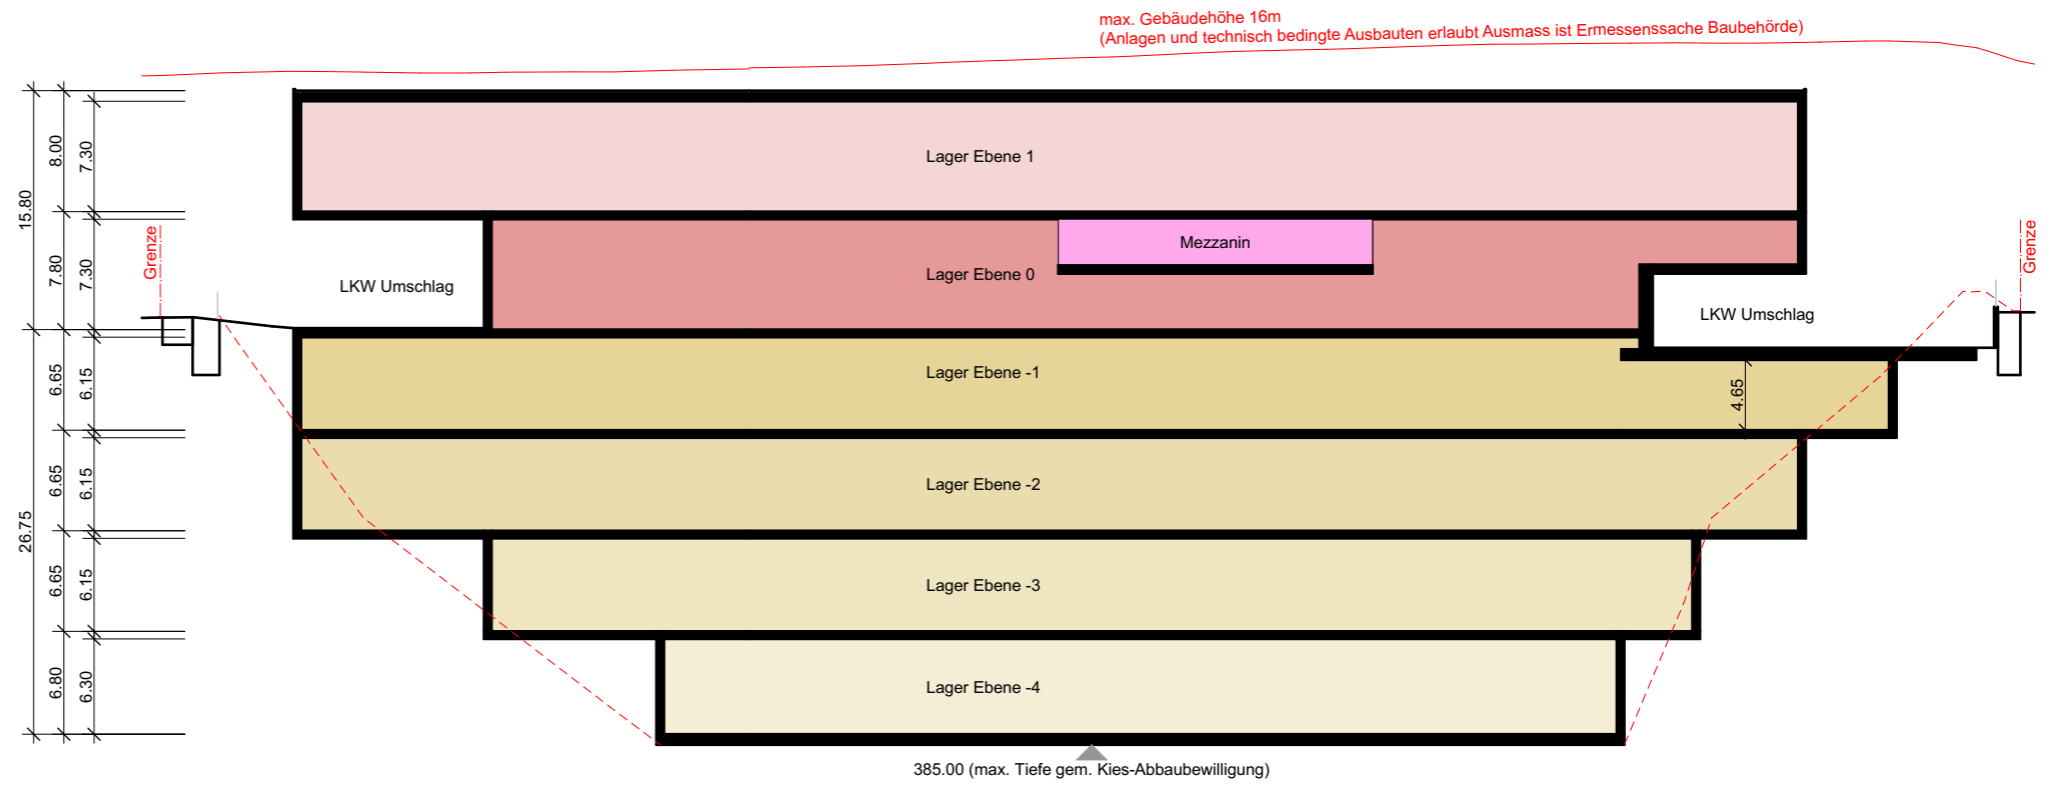 max. Gebäudehöhe 16m
(Anlagen und technisch bedingte Ausbauten erlaubt Ausmass ist Ermessenssache Baubehörde)
15.80
8.00
7.30
Lager Ebene 1
Grenze
7.80
7.30
LKW Umschlag
Lager Ebene 0
Mezzanin
LKW Umschlag
Grenze
26.75
6.65
6.15
Lager Ebene -1
4.65
6.65
6.15
Lager Ebene -2
6.65
6.15
Lager Ebene -3
6.80
6.30
Lager Ebene -4
385.00 (max. Tiefe gem. Kies-Abbaubewilligung)